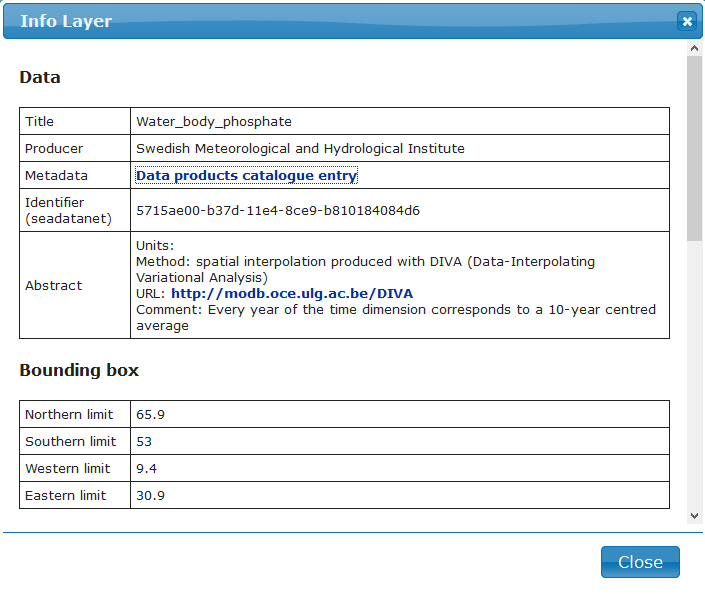 Info Layer
Data
Title Water_body_phosphate
Producer Swedish Meteorological and Hydrological Institute
Metadata Data products catalogue entry
Identifier
(seadatanet) 5715ae00-b37d-11e4-8ce9-b810184084d6
Abstract
Units:
Method: spatial interpolation produced with DIVA (Data-Interpolating
Variational Analysis)
URL: http://modb.oce.ulg.ac.be/DIVA
Comment: Every year of the time dimension corresponds to a 10-year centred
average
Bounding box
Northern limit 65.9
Southern limit 53
Western limit 9.4
Eastern limit 30.9
Close